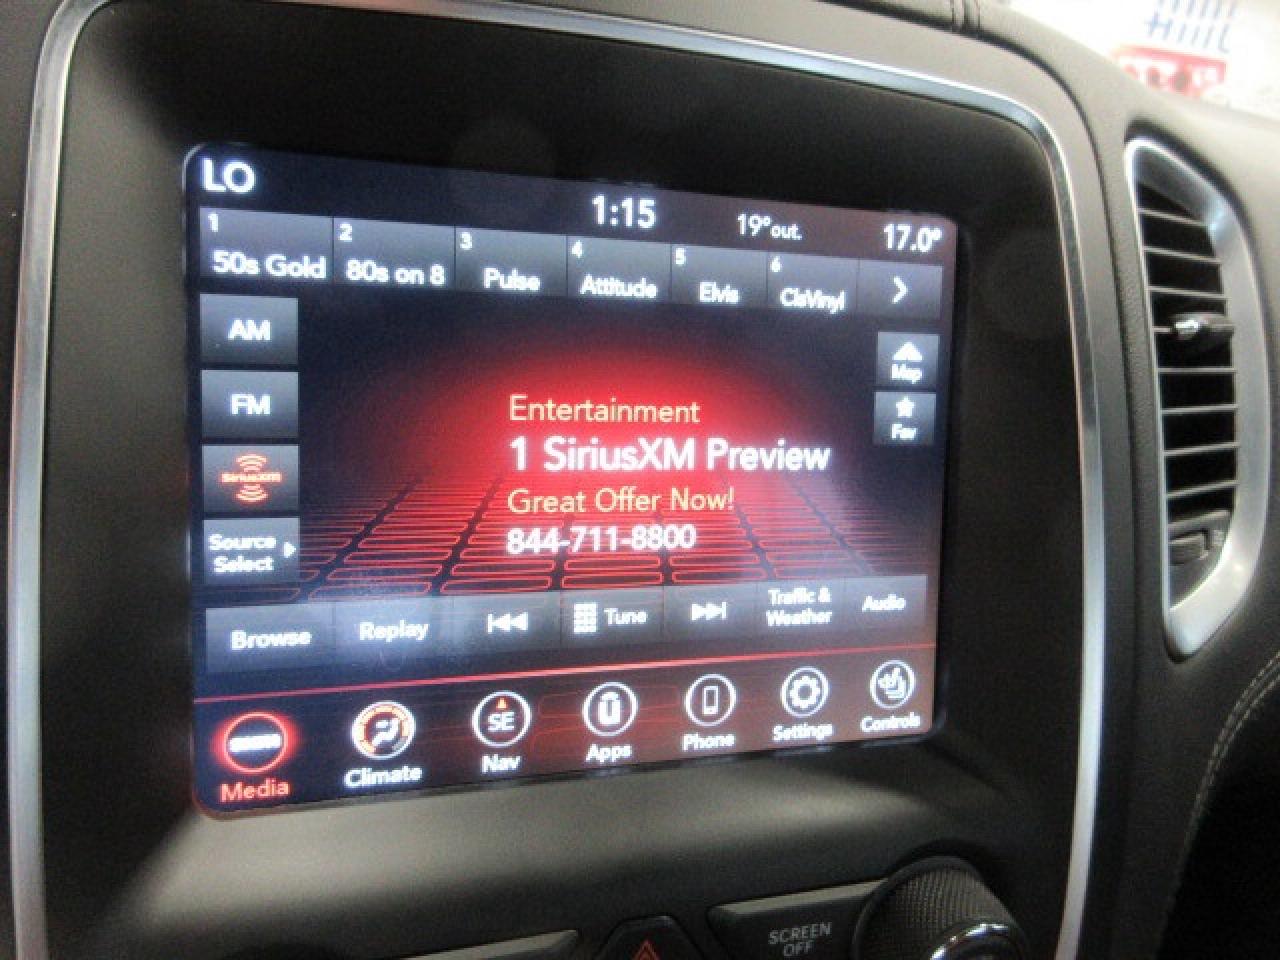 LO
1:15
19°out.
17.0°
1
50s Gold
2
80s on 8
3
Pulse
4
Attitude
5
Elvis
6
ClsVinyl
AM
FM
SiriusXM
Source
Select
Map
Fav
Entertainment
1 SiriusXM Preview
Great Offer Now!
844-711-8800
Browse
Replay
Tune
Traffic &
Weather
Audio
Media
Climate
SE
Nav
Apps
Phone
Settings
Controls
SCREEN
OFF